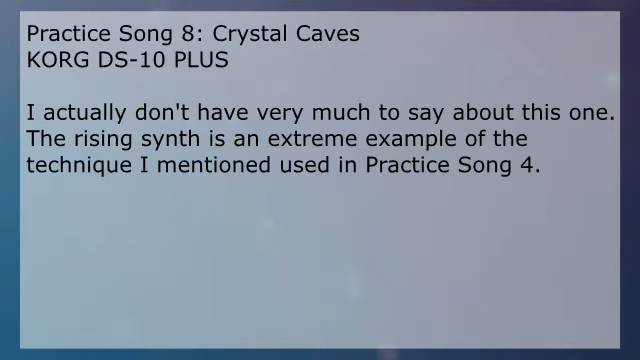 Practice Song 8: Crystal Caves
KORG DS-10 PLUS
I actually don't have very much to say about this one.
The rising synth is an extreme example of the
technique I mentioned used in Practice Song 4.